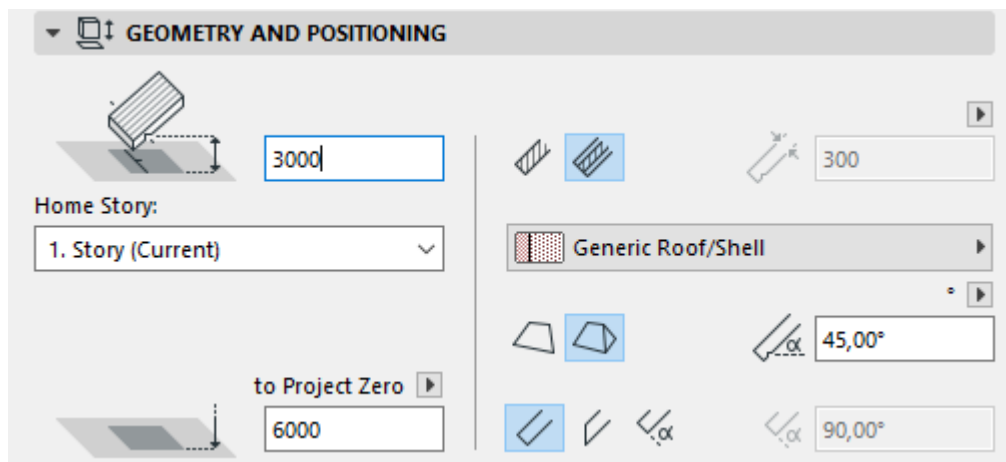 GEOMETRY AND POSITIONING
3000
300
Home Story:
1. Story (Current)
Generic Roof/Shell
°
α
45,00°
to Project Zero
6000
α
α
90,00°